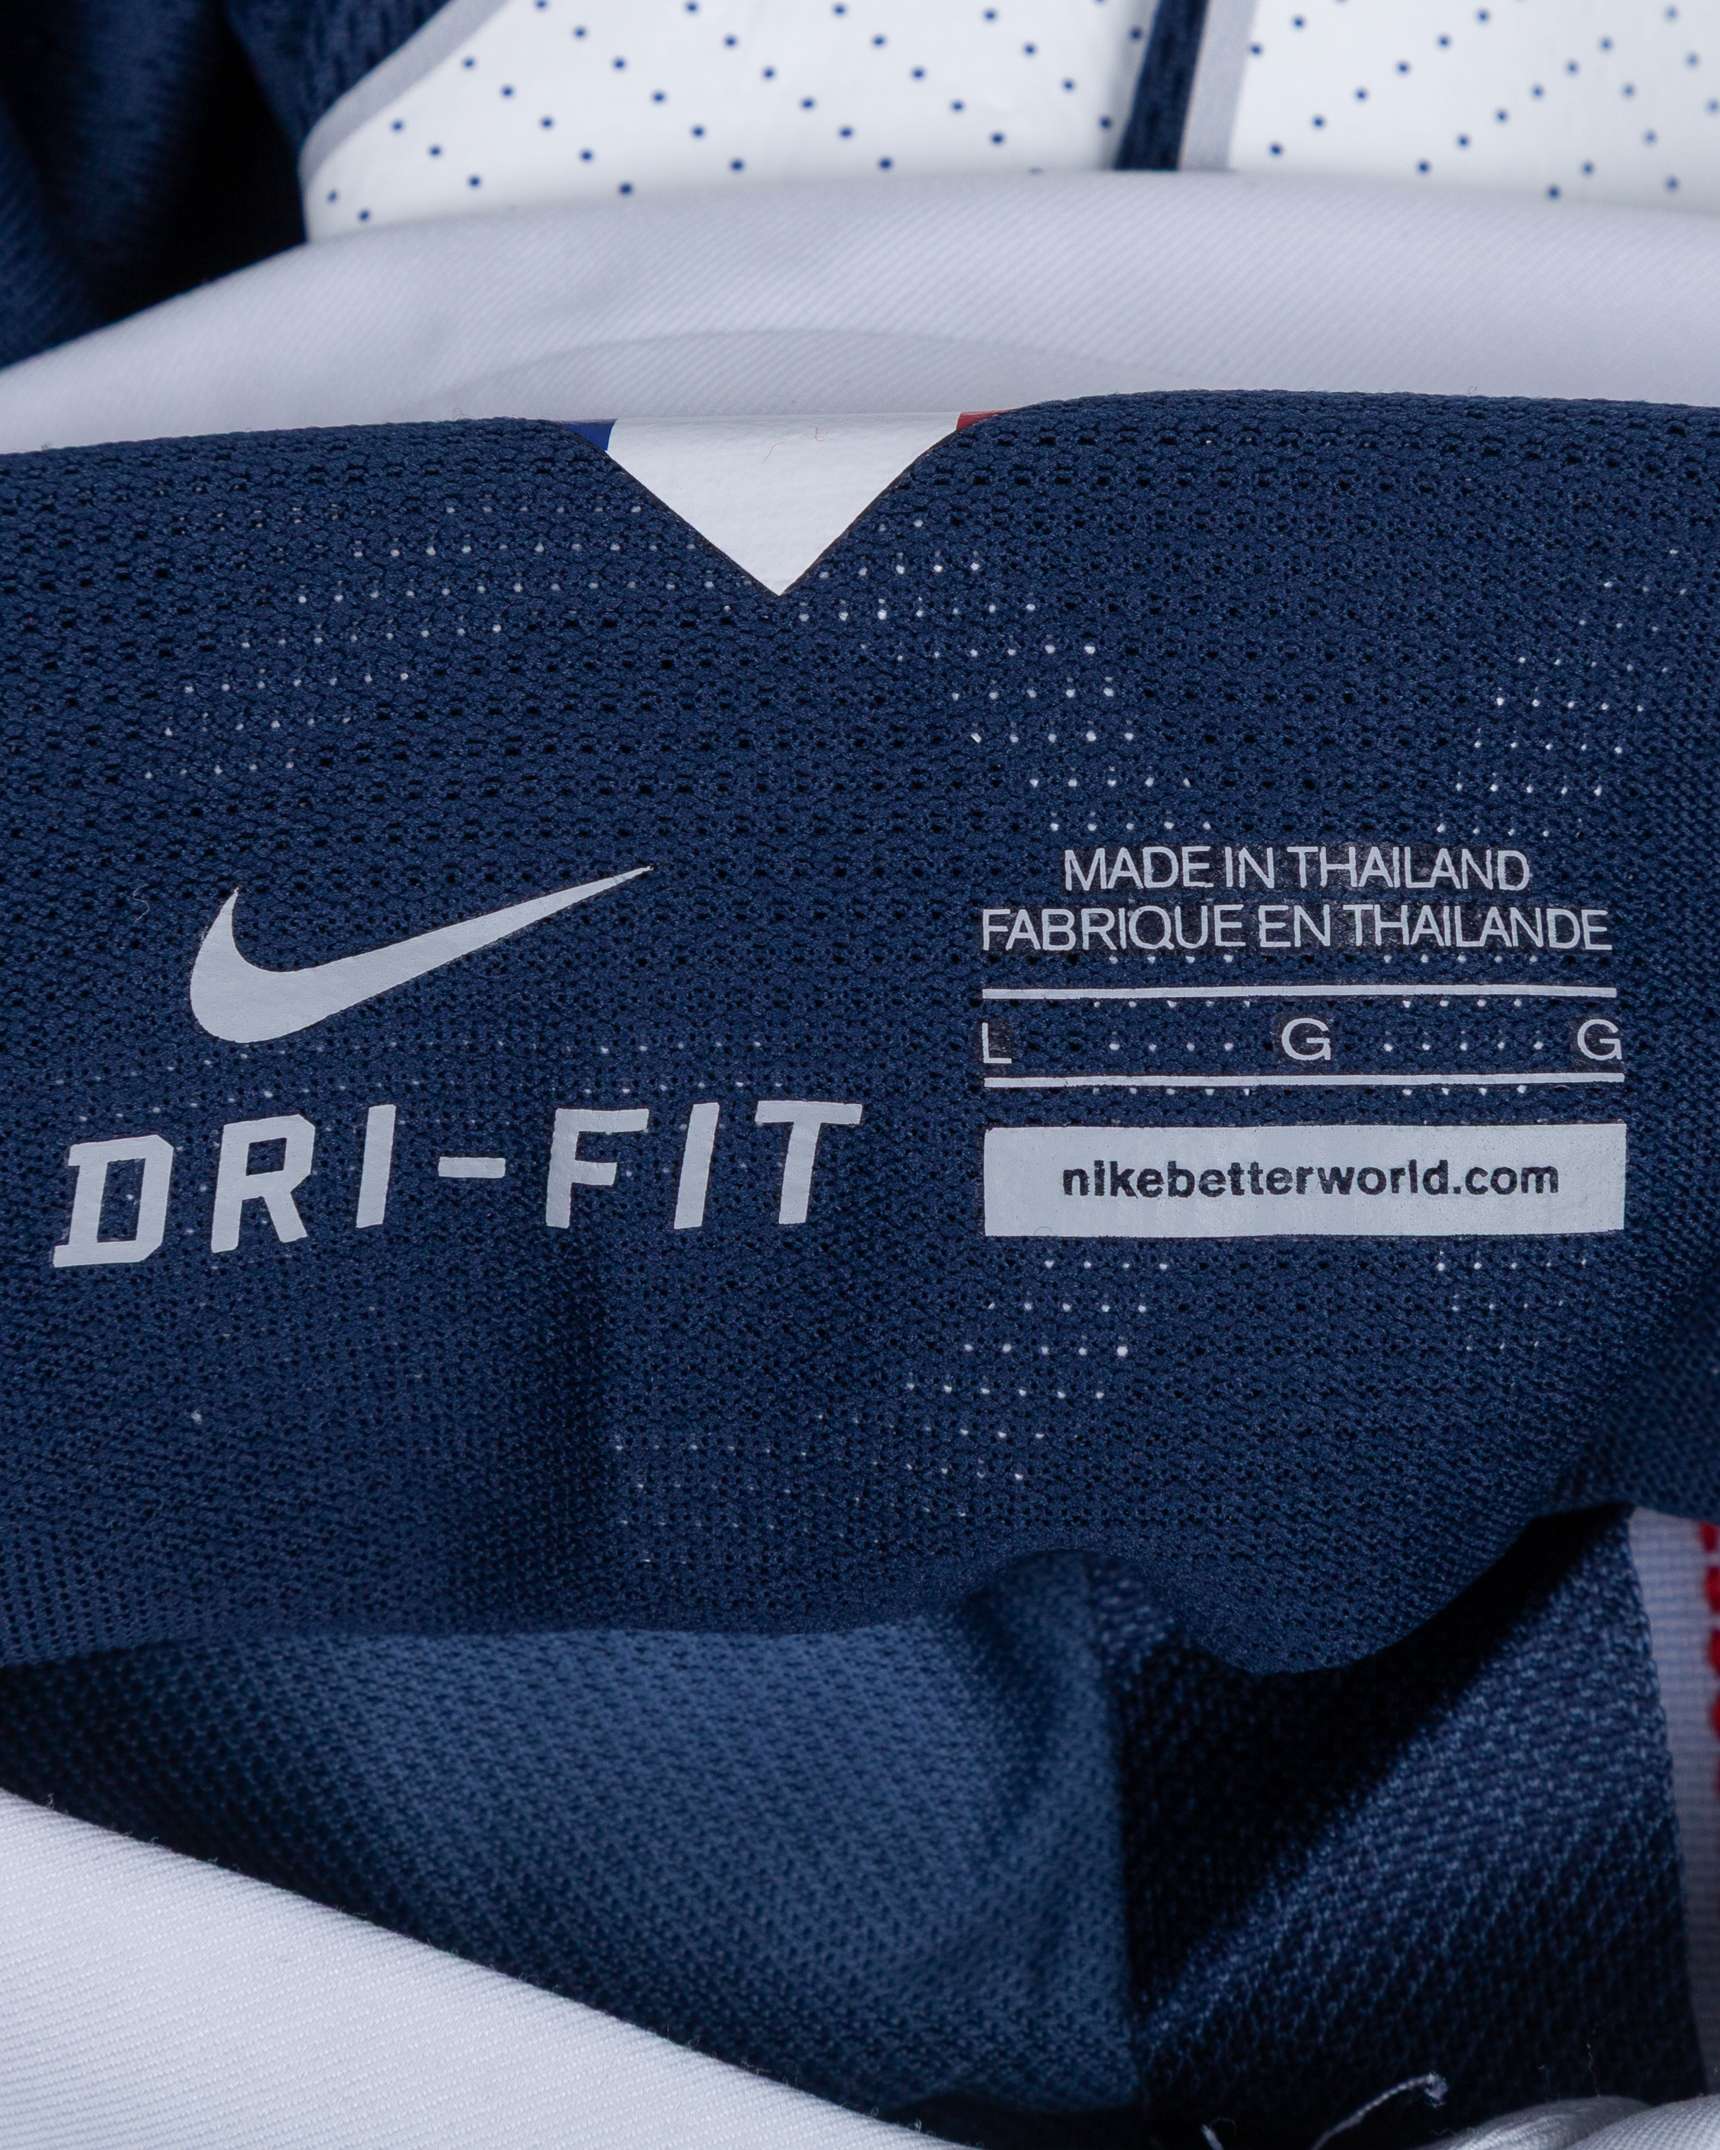 MADE IN THAILAND
FABRIQUE EN THAILANDE
L G G
nikebetterworld.com
DRI-FIT